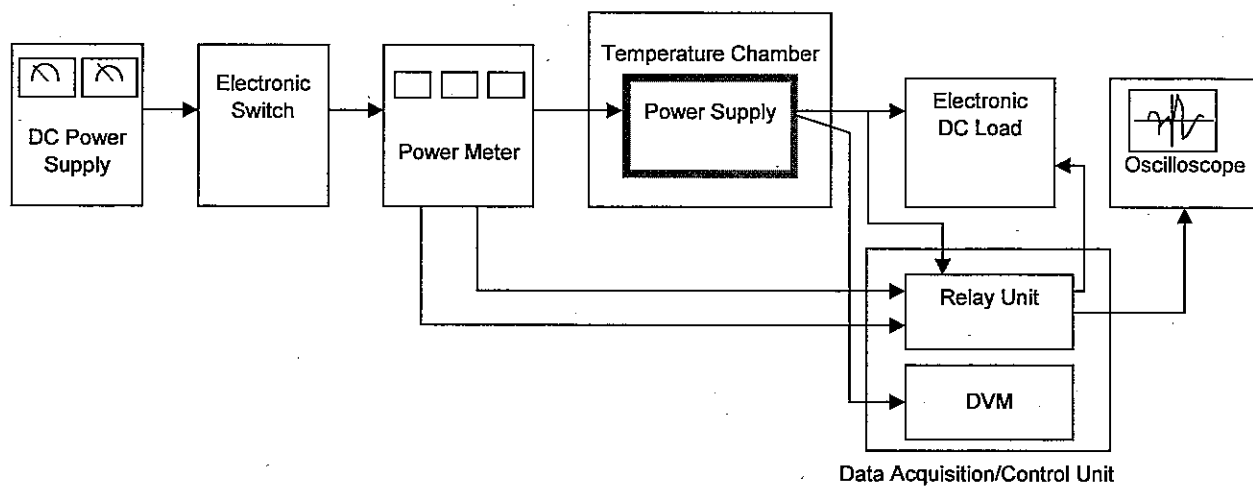 DC Power
Supply
Electronic
Switch
Power Meter
Temperature Chamber
Power Supply
Electronic
DC Load
Oscilloscope
Relay Unit
DVM
Data Acquisition/Control Unit